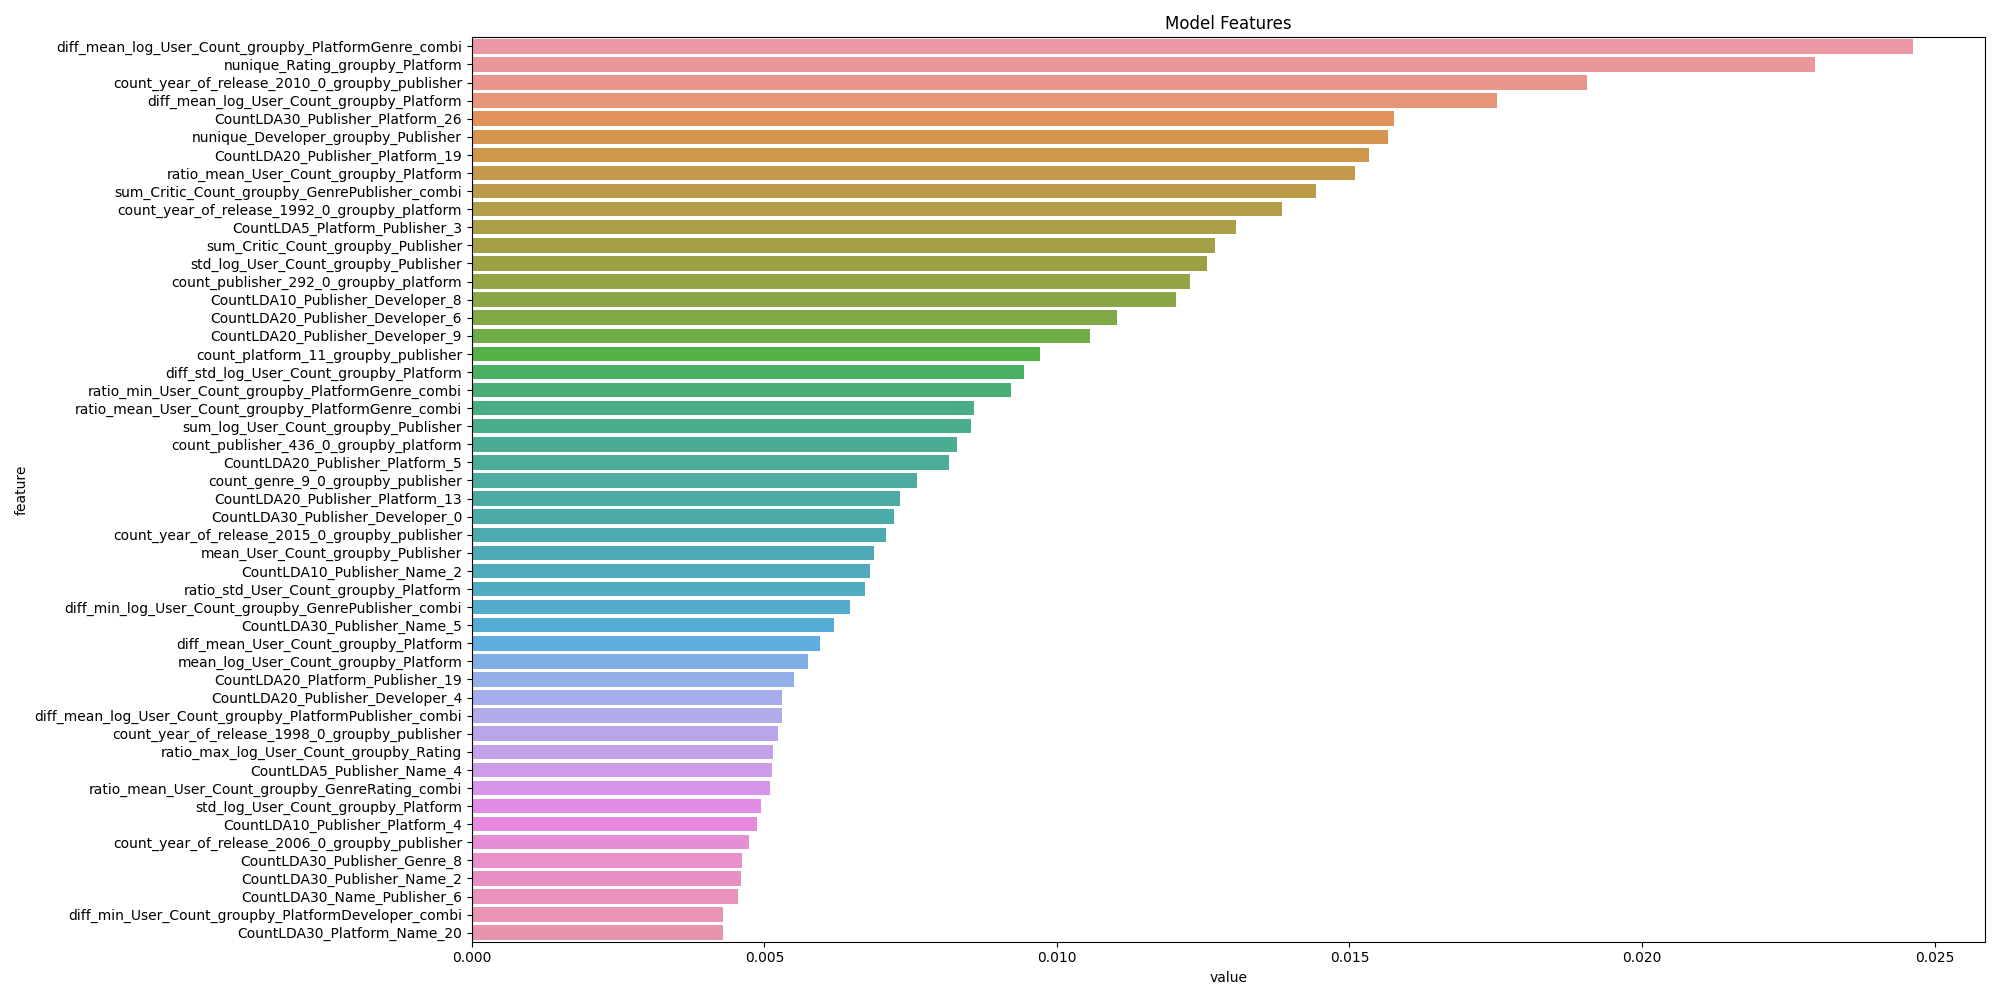 Model Features
feature
diff_mean_log_User_Count_groupby_PlatformGenre_combi
nunique_Rating_groupby_Platform
count_year_of_release_2010_0_groupby_publisher
diff_mean_log_User_Count_groupby_Platform
CountLDA30_Publisher_Platform_26
nunique_Developer_groupby_Publisher
CountLDA20_Publisher_Platform_19
ratio_mean_User_Count_groupby_Platform
sum_Critic_Count_groupby_GenrePublisher_combi
count_year_of_release_1992_0_groupby_platform
CountLDA5_Platform_Publisher_3
sum_Critic_Count_groupby_Publisher
std_log_User_Count_groupby_Publisher
count_publisher_292_0_groupby_platform
CountLDA10_Publisher_Developer_8
CountLDA20_Publisher_Developer_6
CountLDA20_Publisher_Developer_9
count_platform_11_groupby_publisher
diff_std_log_User_Count_groupby_Platform
ratio_min_User_Count_groupby_PlatformGenre_combi
ratio_mean_User_Count_groupby_PlatformGenre_combi
sum_log_User_Count_groupby_Publisher
count_publisher_436_0_groupby_platform
CountLDA20_Publisher_Platform_5
count_genre_9_0_groupby_publisher
CountLDA20_Publisher_Platform_13
CountLDA30_Publisher_Developer_0
count_year_of_release_2015_0_groupby_publisher
mean_User_Count_groupby_Publisher
CountLDA10_Publisher_Name_2
ratio_std_User_Count_groupby_Platform
diff_min_log_User_Count_groupby_GenrePublisher_combi
CountLDA30_Publisher_Name_5
diff_mean_User_Count_groupby_Platform
mean_log_User_Count_groupby_Platform
CountLDA20_Platform_Publisher_19
CountLDA20_Publisher_Developer_4
diff_mean_log_User_Count_groupby_PlatformPublisher_combi
count_year_of_release_1998_0_groupby_publisher
ratio_max_log_User_Count_groupby_Rating
CountLDA5_Publisher_Name_4
ratio_mean_User_Count_groupby_GenreRating_combi
std_log_User_Count_groupby_Platform
CountLDA10_Publisher_Platform_4
count_year_of_release_2006_0_groupby_publisher
CountLDA30_Publisher_Genre_8
CountLDA30_Publisher_Name_2
CountLDA30_Name_Publisher_6
diff_min_User_Count_groupby_PlatformDeveloper_combi
CountLDA30_Platform_Name_20
0.000 0.005 0.010 0.015 0.020 0.025
value